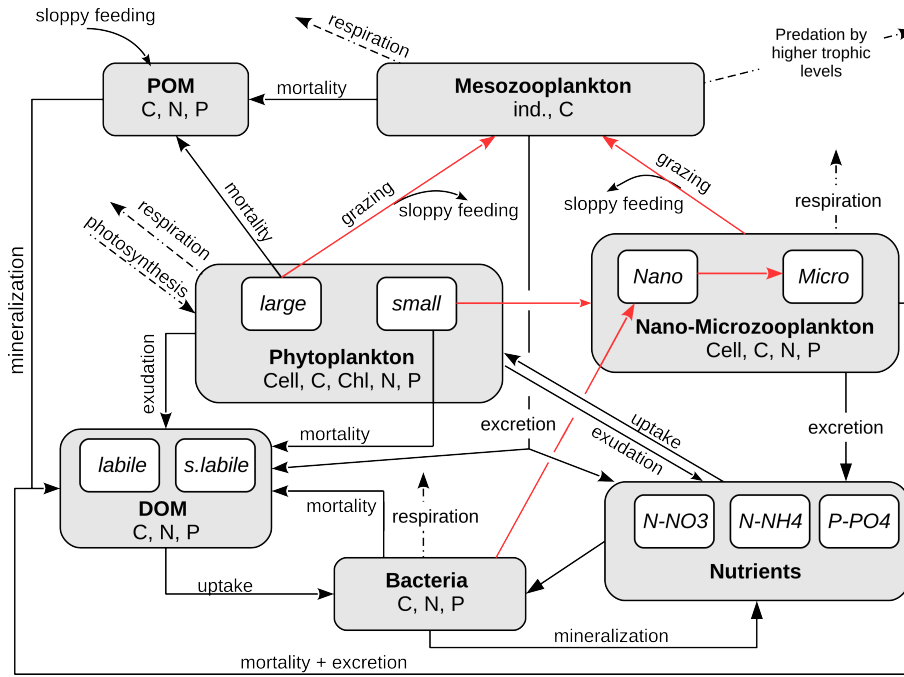 sloppy feeding
respiration
Predation by
higher trophic
levels
POM
C, N, P
mortality
Mesozooplankton
ind., C
mortality
grazing
sloppy feeding
grazing
sloppy feeding
respiration
respiration
photosynthesis
mineralization
large
small
Phytoplankton
Cell, C, Chl, N, P
Nano
Micro
Nano-Microzooplankton
Cell, C, N, P
exudation
mortality
excretion
uptake
exudation
excretion
labile
s.labile
DOM
C, N, P
mortality
respiration
N-NO3
N-NH4
P-PO4
Nutrients
uptake
Bacteria
C, N, P
mineralization
mortality + excretion